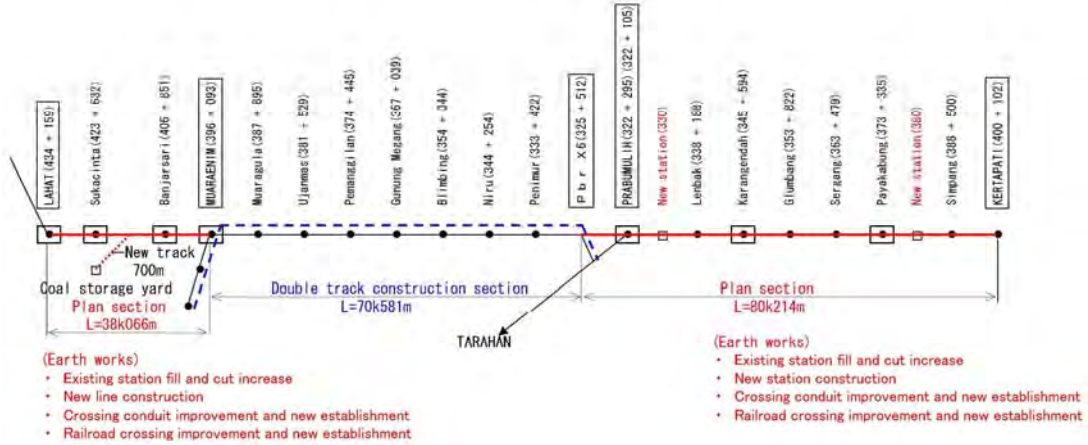 LAHAT(434 + 159)
Sukacinta(423 + 632)
Banjarsari(406 + 851)
MUARAENIM(396 + 093)
Muaragula(387 + 895)
Ujanmas(381 + 529)
Pemangilian(374 + 445)
Gunung Megang(367 + 039)
Blimbing(354 + 344)
Niru(344 + 254)
Penimur(333 + 422)
Pbr X6(325 + 512)
PRABUMULIH(322 + 295)(322 + 105)
New station(330)
Lenbak(338 + 188)
Karangendah(345 + 594)
Glumbang(353 + 822)
Sergang(363 + 479)
Payakabung(373 + 335)
New station(380)
Simpang(388 + 500)
KERTAPATI(400 + 102)
New track
700m
Coal storage yard
Plan section
L=38k066m
Double track construction section
L=70k581m
Plan section
L=80k214m
TARAHAN
(Earth works)
・ Existing station fill and cut increase
・ New line construction
・ Crossing conduit improvement and new establishment
・ Railroad crossing improvement and new establishment
(Earth works)
・ Existing station fill and cut increase
・ New station construction
・ Crossing conduit improvement and new establishment
・ Railroad crossing improvement and new establishment